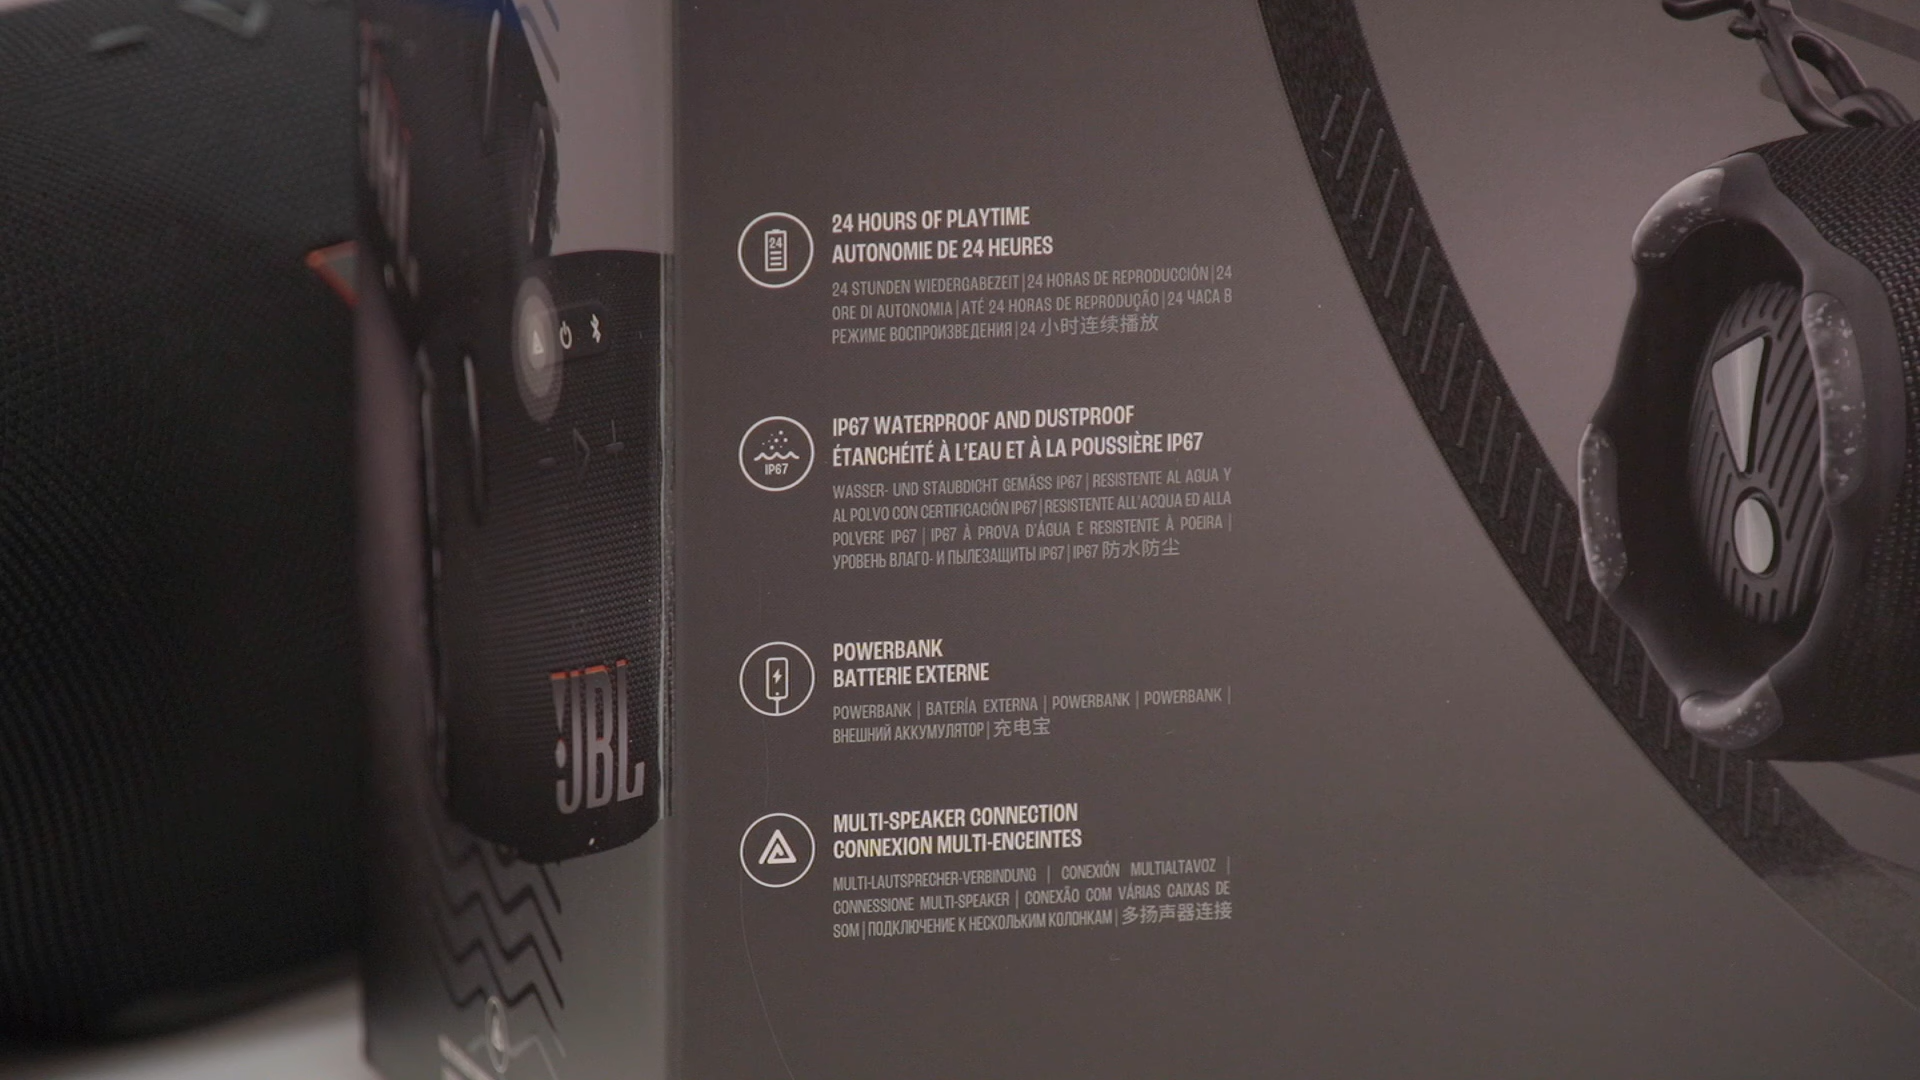 24 HOURS OF PLAYTIME
AUTONOMIE DE 24 HEURES
24 STUNDEN WIEDERGABEZEIT | 24 HORAS DE REPRODUCCIÓN | 24
ORE DI AUTONOMIA | ATÉ 24 HORAS DE REPRODUÇÃO | 24 ЧАСА В
РЕЖИМЕ ВОСПРОИЗВЕДЕНИЯ | 24 小时连续播放
24
IP67 WATERPROOF AND DUSTPROOF
ÉTANCHÉITÉ À L'EAU ET À LA POUSSIÈRE IP67
WASSER- UND STAUBDICHT GEMÄSS IP67 | RESISTENTE AL AGUA Y
AL POLVO CON CERTIFICACIÓN IP67 | RESISTENTE ALL'ACQUA ED ALLA
POLVERE IP67 | IP67 À PROVA D'ÁGUA E RESISTENTE À POEIRA |
УРОВЕНЬ ВЛАГО- И ПЫЛЕЗАЩИТЫ IP67 | IP67 防水防尘
IP67
POWERBANK
BATTERIE EXTERNE
POWERBANK | BATERÍA EXTERNA | POWERBANK | POWERBANK |
ВНЕШНИЙ АККУМУЛЯТОР | 充电宝
MULTI-SPEAKER CONNECTION
CONNEXION MULTI-ENCEINTES
MULTI-LAUTSPRECHER-VERBINDUNG | CONEXIÓN MULTIALTAVOZ |
CONNESSIONE MULTI-SPEAKER | CONEXÃO COM VÁRIAS CAIXAS DE
SOM | ПОДКЛЮЧЕНИЕ К НЕСКОЛЬКИМ КОЛОНКАМ | 多扬声器连接
JBL